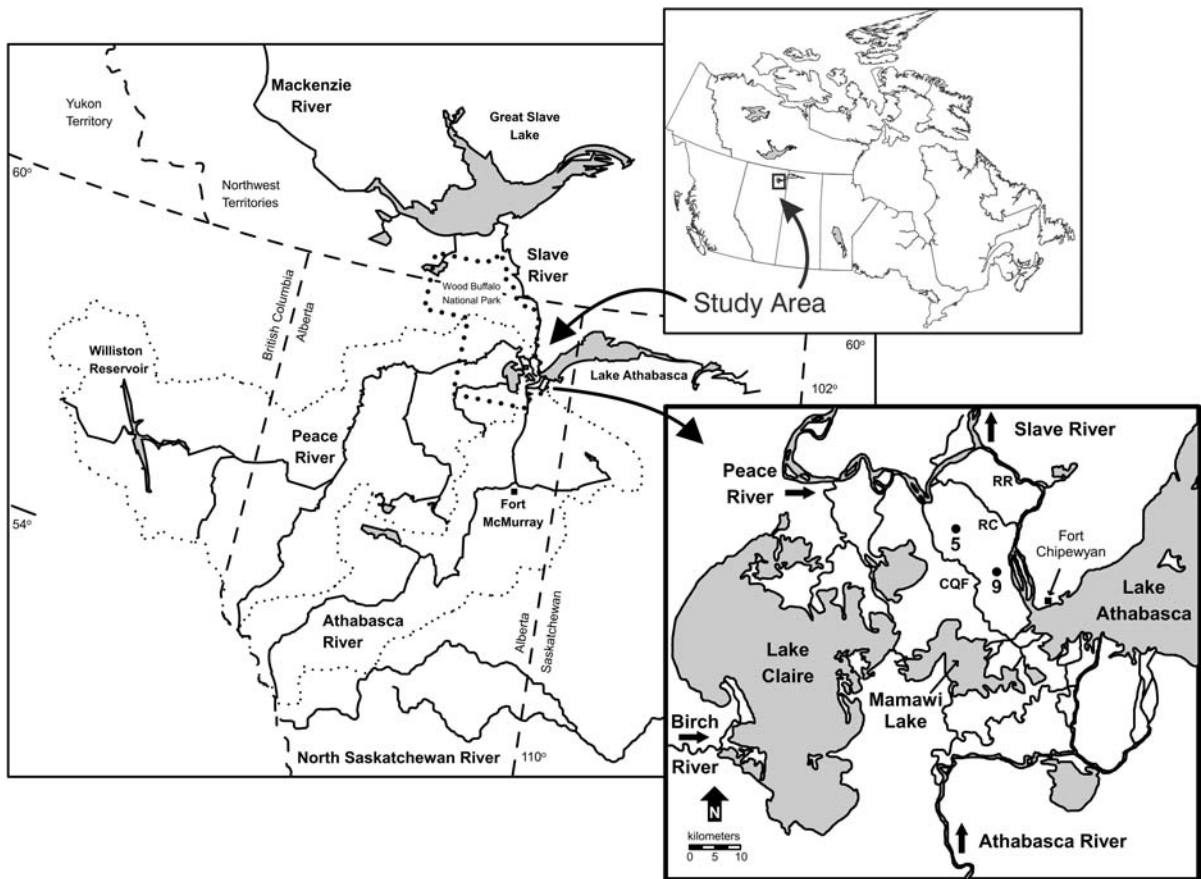 Mackenzie
River
Yukon
Territory
Great Slave
Lake
60°
Northwest
Territories
Slave
River
Wood Buffalo
National Park
British Columbia
Alberta
Williston
Reservoir
Lake Athabasca
Peace
River
Fort
McMurray
54°
Athabasca
River
Alberta
Saskatchewan
North Saskatchewan River
110°
Study Area
60°
102°
Slave River
Peace
River
RR
RC
5
Fort
Chipewyan
9
CQF
Lake
Athabasca
Lake
Claire
Mamawi
Lake
Birch
River
N
kilometers
0 5 10
Athabasca River